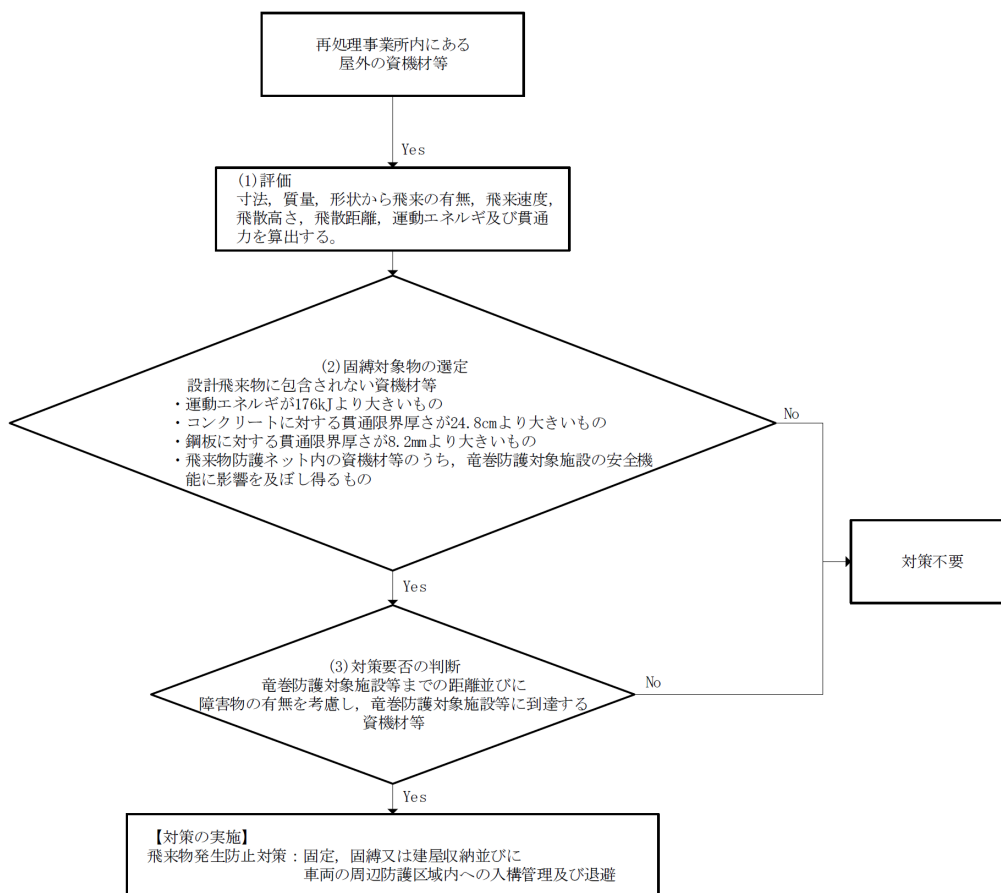 再処理事業所内にある
屋外の資機材等
Yes
(1)評価
寸法，質量，形状から飛来の有無，飛来速度，
飛散高さ，飛散距離，運動エネルギ及び貫通
力を算出する。
(2)固縛対象物の選定
設計飛来物に包含されない資機材等
・運動エネルギが176kJより大きいもの
・コンクリートに対する貫通限界厚さが24.8cmより大きいもの
・鋼板に対する貫通限界厚さが8.2mmより大きいもの
・飛来物防護ネット内の資機材等のうち，竜巻防護対象施設の安全機
能に影響を及ぼし得るもの
No
対策不要
Yes
(3)対策要否の判断
竜巻防護対象施設等までの距離並びに
障害物の有無を考慮し，竜巻防護対象施設等に到達する
資機材等
No
Yes
【対策の実施】
飛来物発生防止対策：固定，固縛又は建屋収納並びに
車両の周辺防護区域内への入構管理及び退避